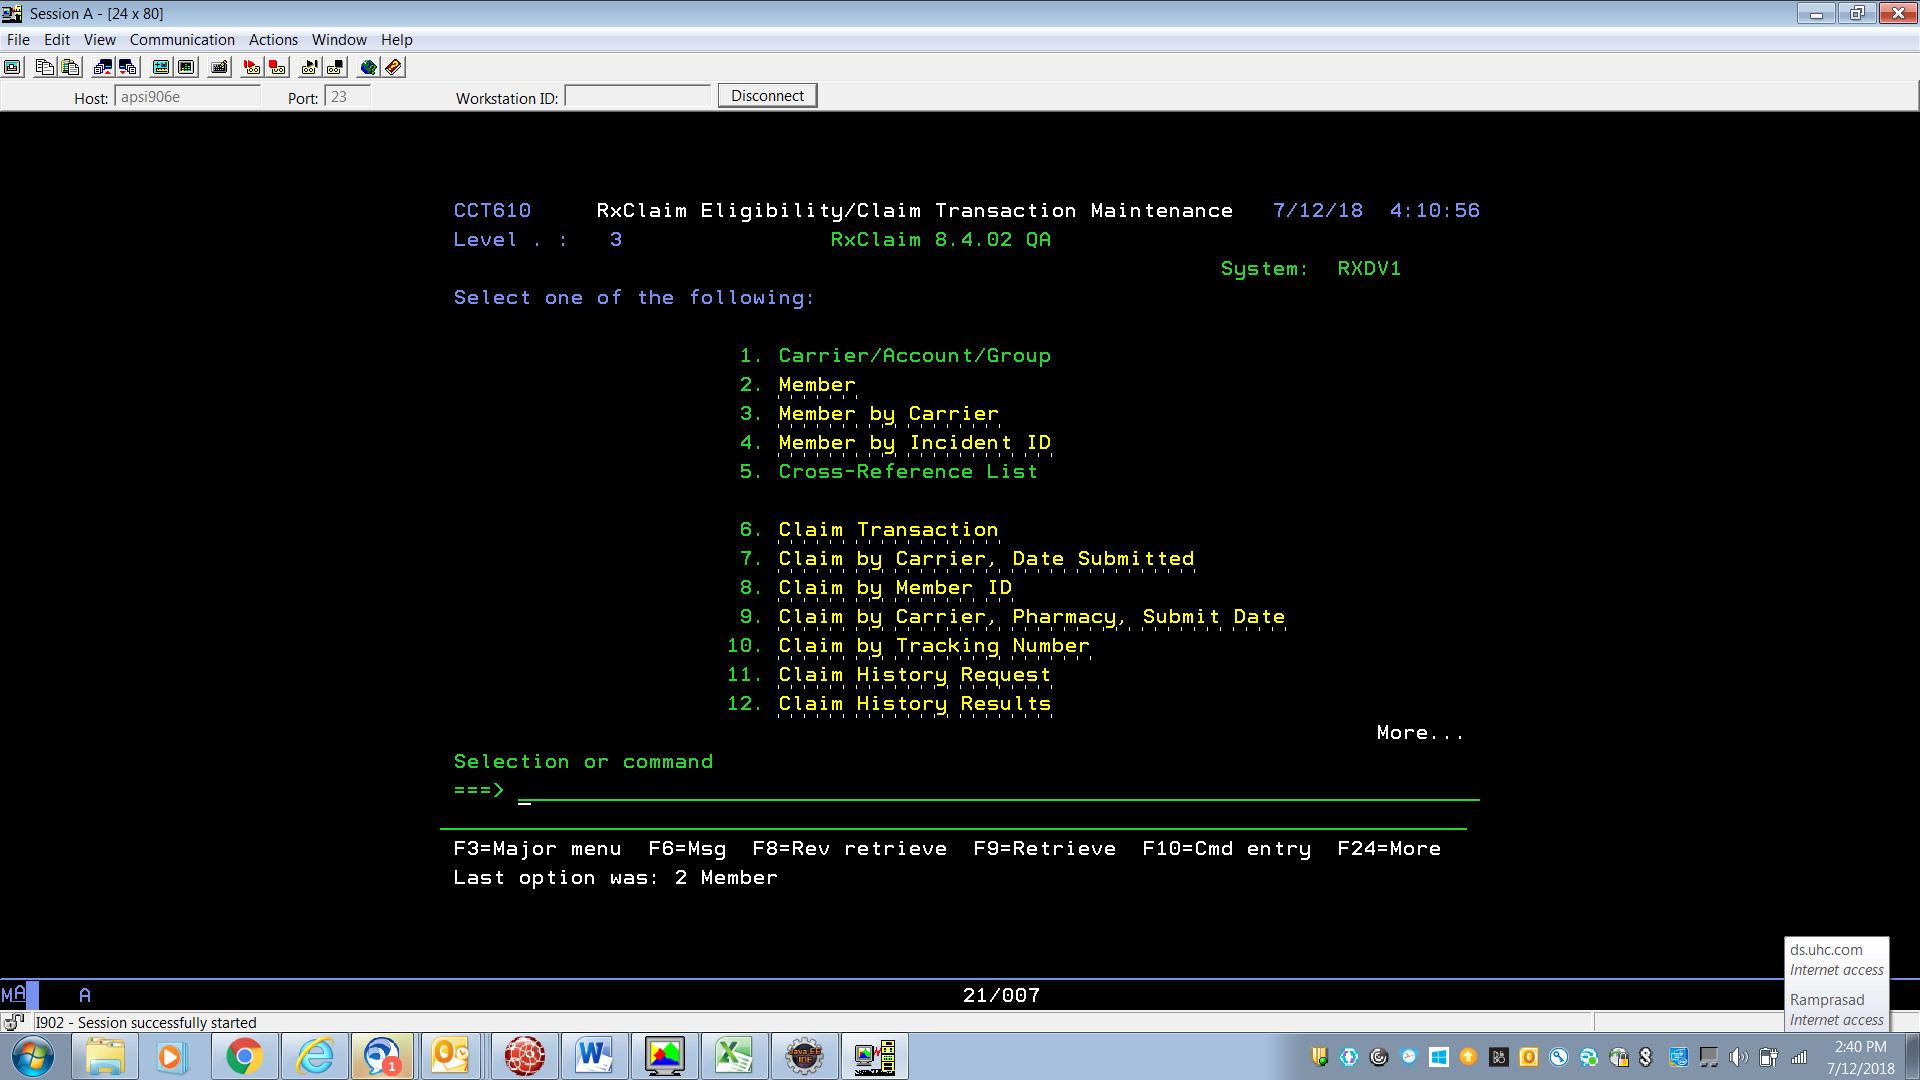 Session A - [24 x 80]
File Edit View Communication Actions Window Help
Host: apsi906e Port: 23 Workstation ID: Disconnect
CCT610 RxClaim Eligibility/Claim Transaction Maintenance 7/12/18 4:10:56
Level . : 3 RxClaim 8.4.02 QA
System: RXDV1
Select one of the following:
1. Carrier/Account/Group
2. Member
3. Member by Carrier
4. Member by Incident ID
5. Cross-Reference List
6. Claim Transaction
7. Claim by Carrier, Date Submitted
8. Claim by Member ID
9. Claim by Carrier, Pharmacy, Submit Date
10. Claim by Tracking Number
11. Claim History Request
12. Claim History Results
More...
Selection or command
===>
F3=Major menu F6=Msg F8=Rev retrieve F9=Retrieve F10=Cmd entry F24=More
Last option was: 2 Member
ds.uhc.com
Internet access
Ramprasad
Internet access
MA A 21/007
I902 - Session successfully started
1
Java EE
IDE
2:40 PM
7/12/2018